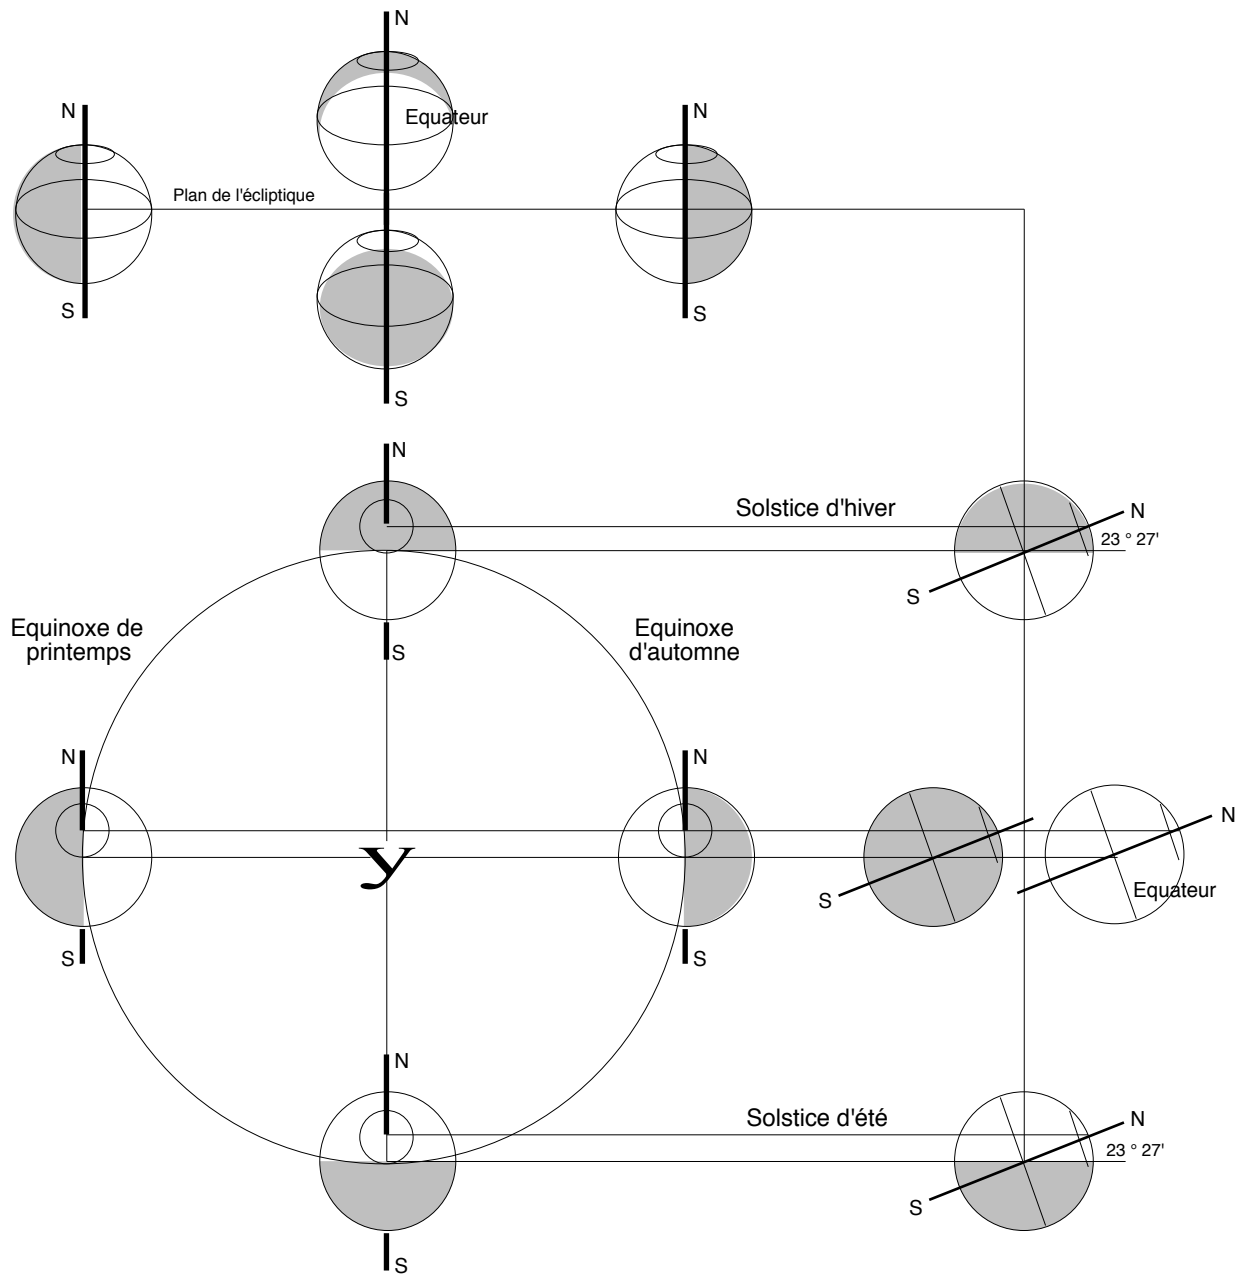 N
Equateur
N
N
Plan de l'écliptique
S
S
S
N
Solstice d'hiver
N
23 ° 27'
S
Equinoxe de
printemps
Equinoxe
d'automne
S
N
N
N
y
Equateur
S
S
S
N
Solstice d'été
N
23 ° 27'
S
S